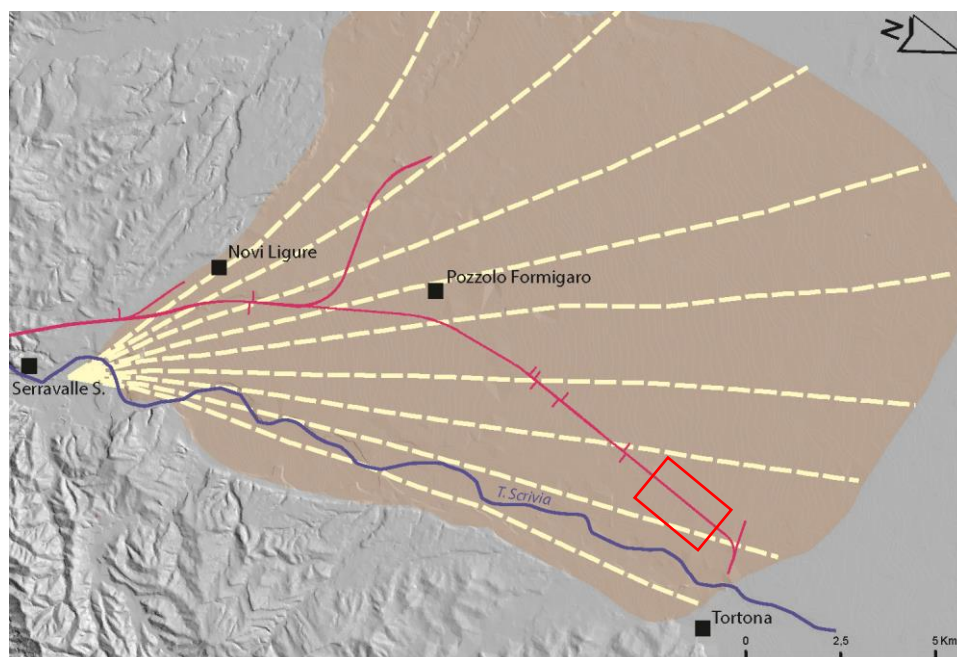 N
Novi Ligure
Pozzolo Formigaro
Serravalle S.
T. Scrivia
Tortona
0 2,5 5 Km